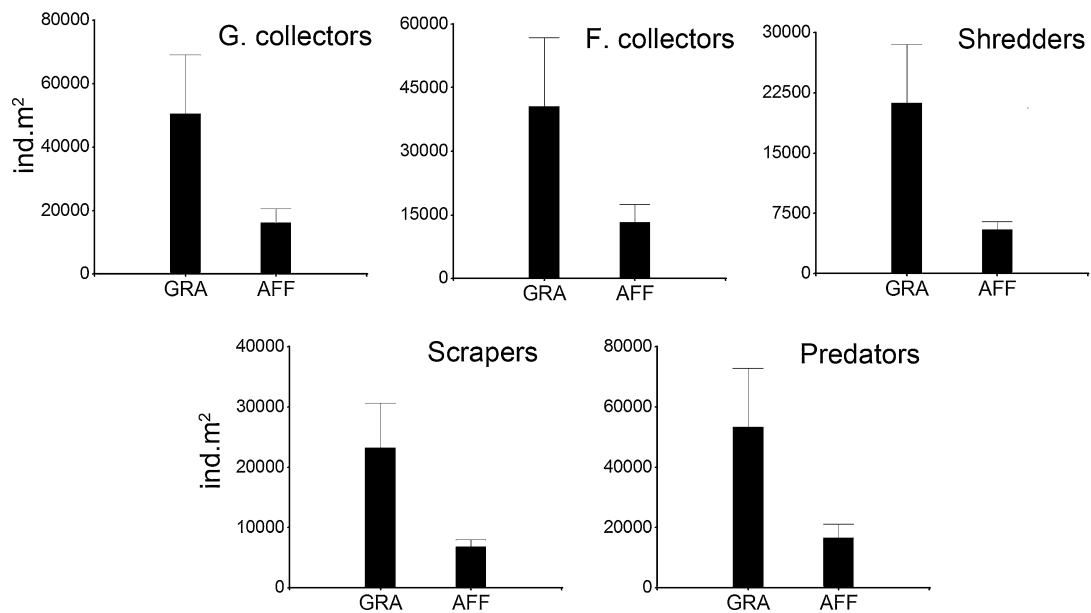 G. collectors
ind.m²
80000
60000
40000
20000
0
GRA AFF
F. collectors
60000
45000
30000
15000
0
GRA AFF
Shredders
30000
22500
15000
7500
0
GRA AFF
Scrapers
ind.m²
40000
30000
20000
10000
0
GRA AFF
Predators
80000
60000
40000
20000
0
GRA AFF